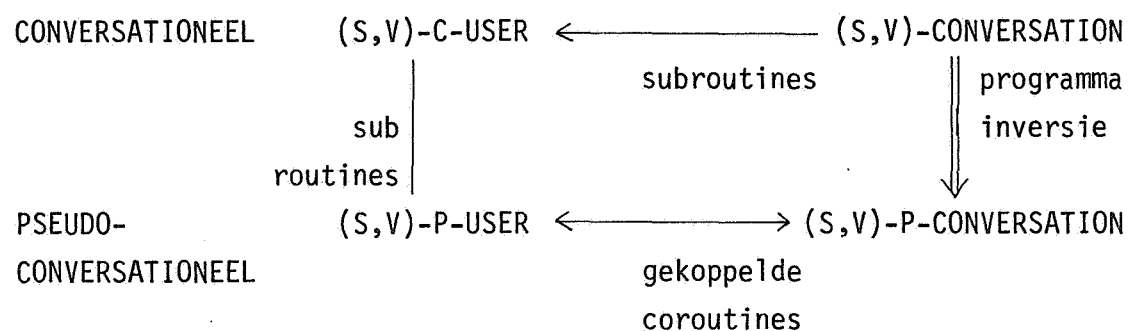 CONVERSATIONEEL (S,V)-C-USER (S,V)-CONVERSATION
subroutines programma
sub inversie
routines
PSEUDO- (S,V)-P-USER (S,V)-P-CONVERSATION
CONVERSATIONEEL gekoppelde
coroutines